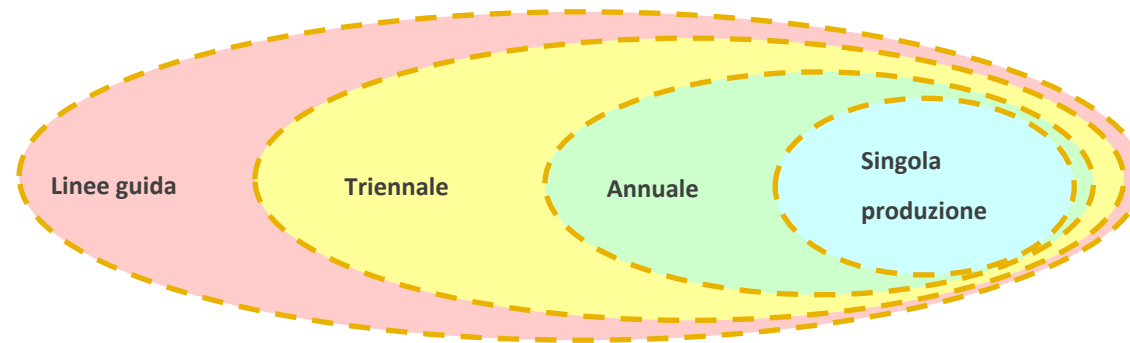 Linee guida
Triennale
Annuale
Singola
produzione